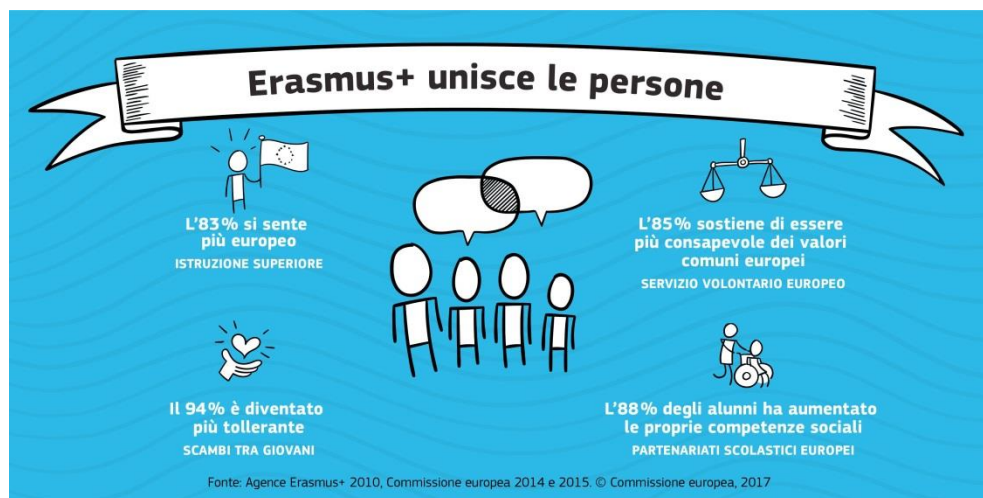 Erasmus+ unisce le persone
L'83% si sente
più europeo
ISTRUZIONE SUPERIORE
L'85% sostiene di essere
più consapevole dei valori
comuni europei
SERVIZIO VOLONTARIO EUROPEO
Il 94% è diventato
più tollerante
SCAMBI TRA GIOVANI
L'88% degli alunni ha aumentato
le proprie competenze sociali
PARTENARIATI SCOLASTICI EUROPEI
Fonte: Agence Erasmus+ 2010, Commissione europea 2014 e 2015. © Commissione europea, 2017